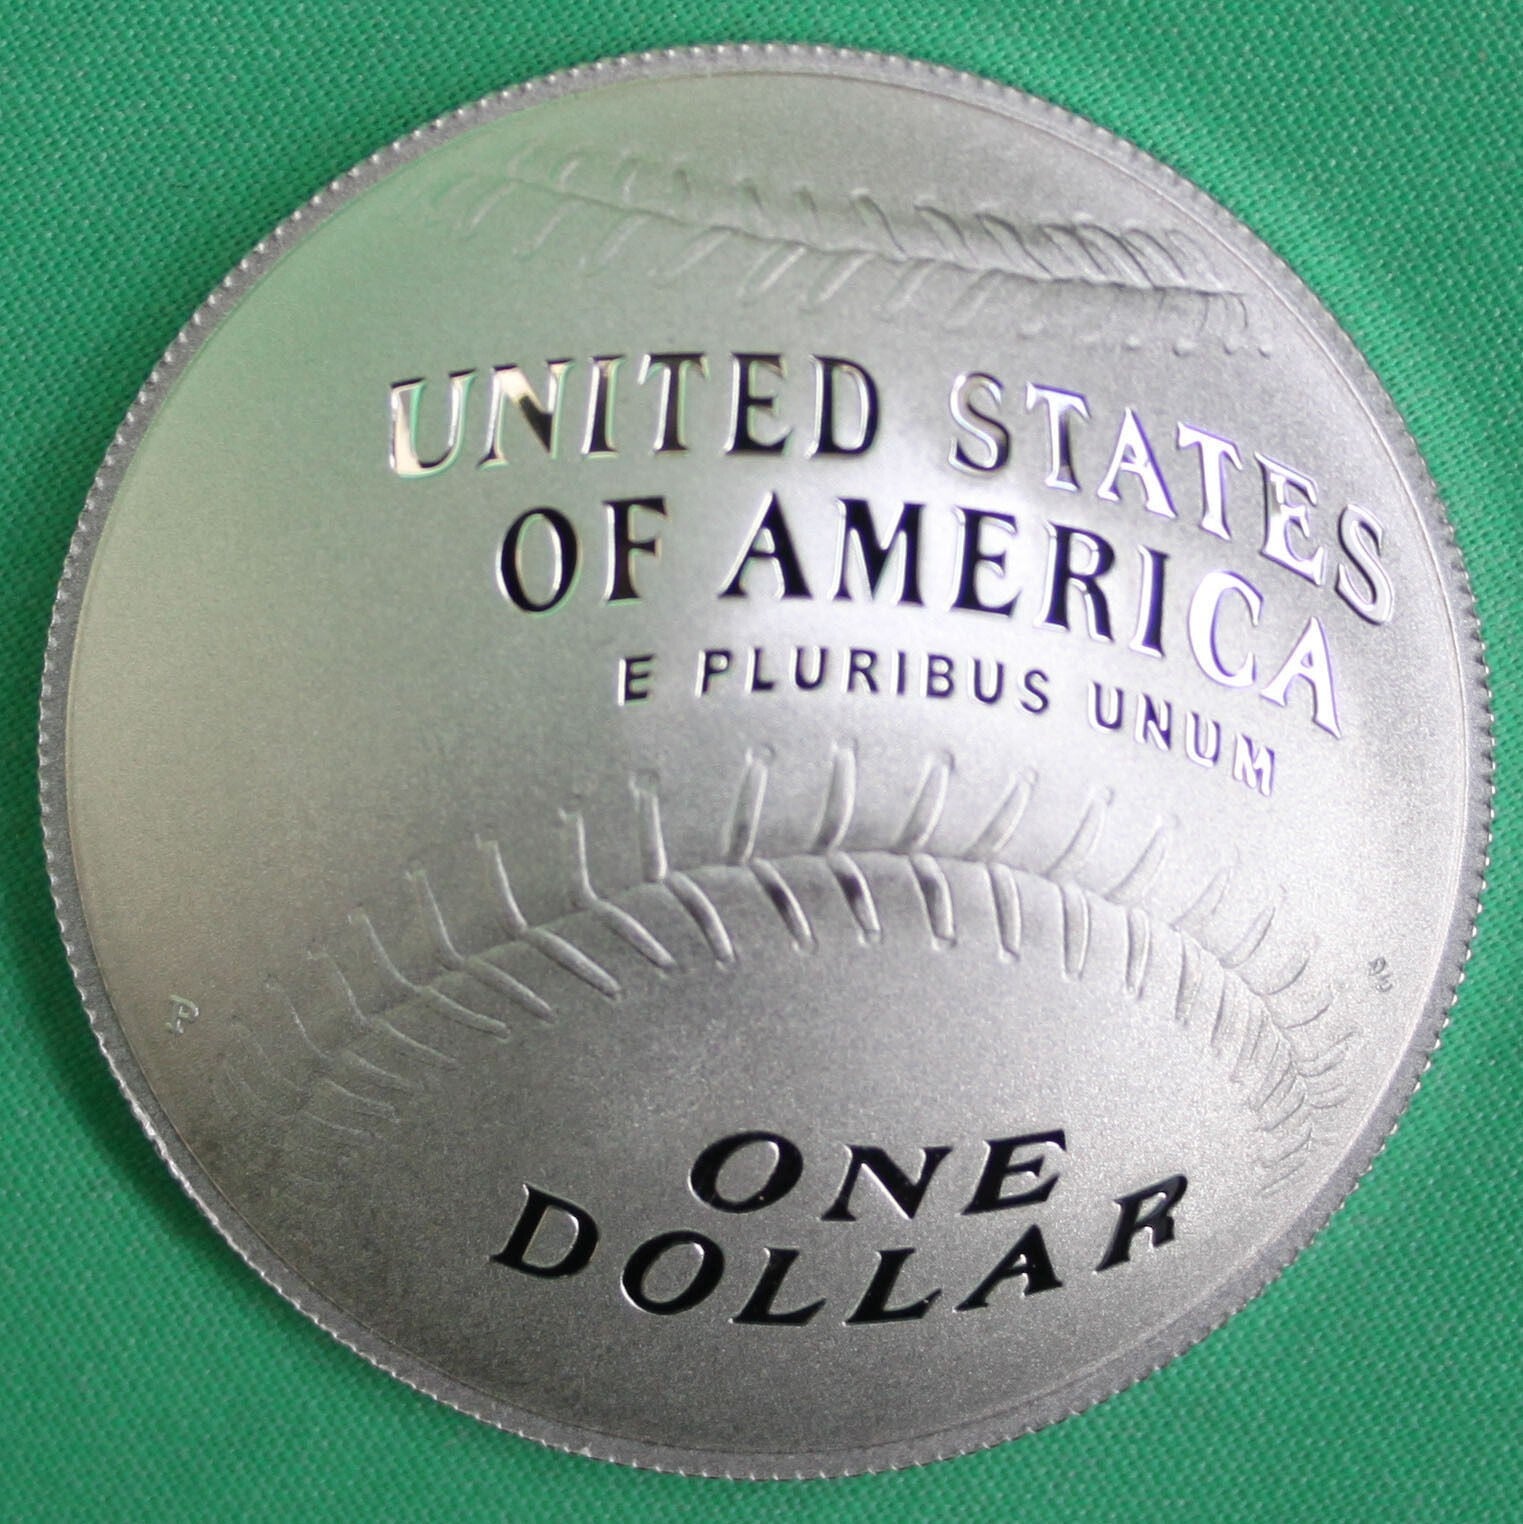 UNITED STATES
OF AMERICA
E PLURIBUS UNUM
P
ONE
DOLLAR